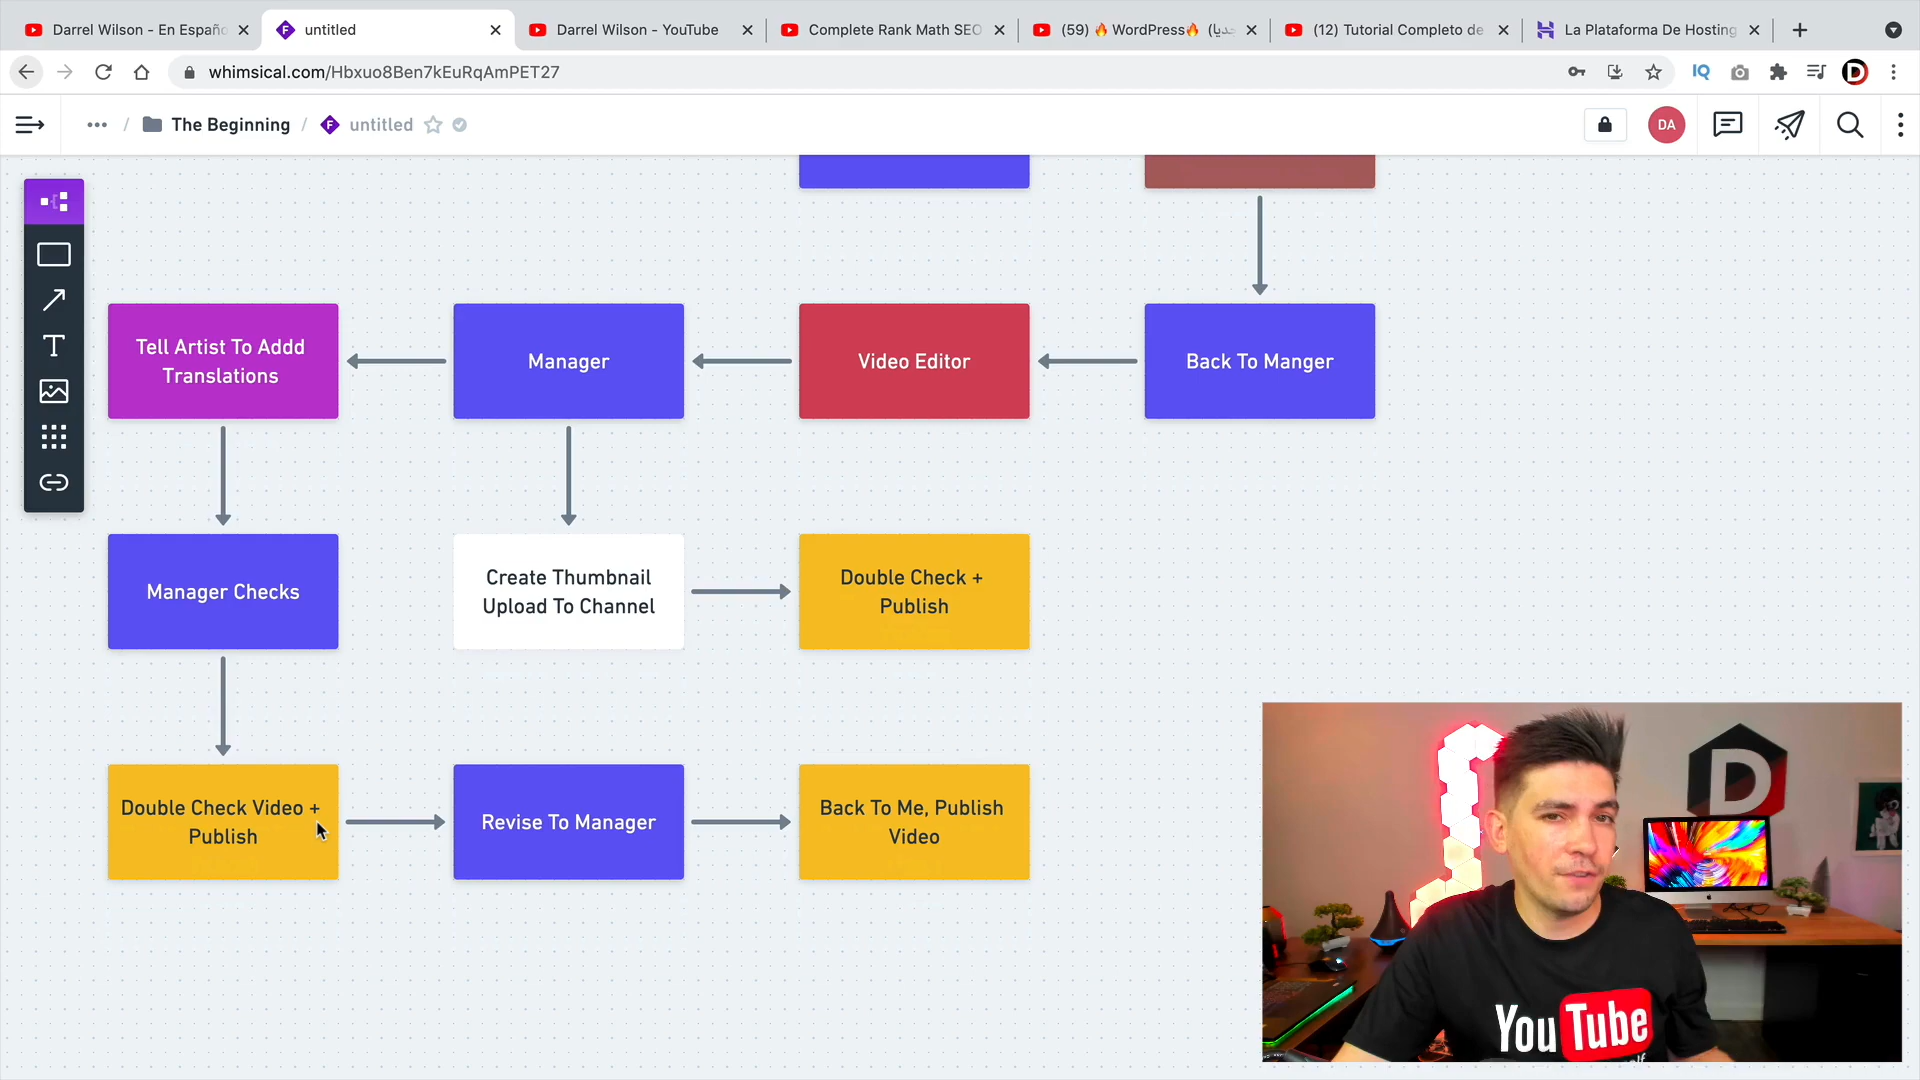 Darrel Wilson - En Españo
untitled
Darrel Wilson - YouTube
Complete Rank Math SEO
(59) 🔥 WordPress🔥
(12) Tutorial Completo de
La Plataforma De Hosting
whimsical.com/Hbxuo8Ben7kEuRqAmPET27
IQ
D
The Beginning
/
F
untitled
DA
T
Tell Artist To Addd
Translations
Manager
Video Editor
Back To Manger
Manager Checks
Create Thumbnail
Upload To Channel
Double Check +
Publish
Double Check Video +
Publish
Revise To Manager
Back To Me, Publish
Video
D
YouTube